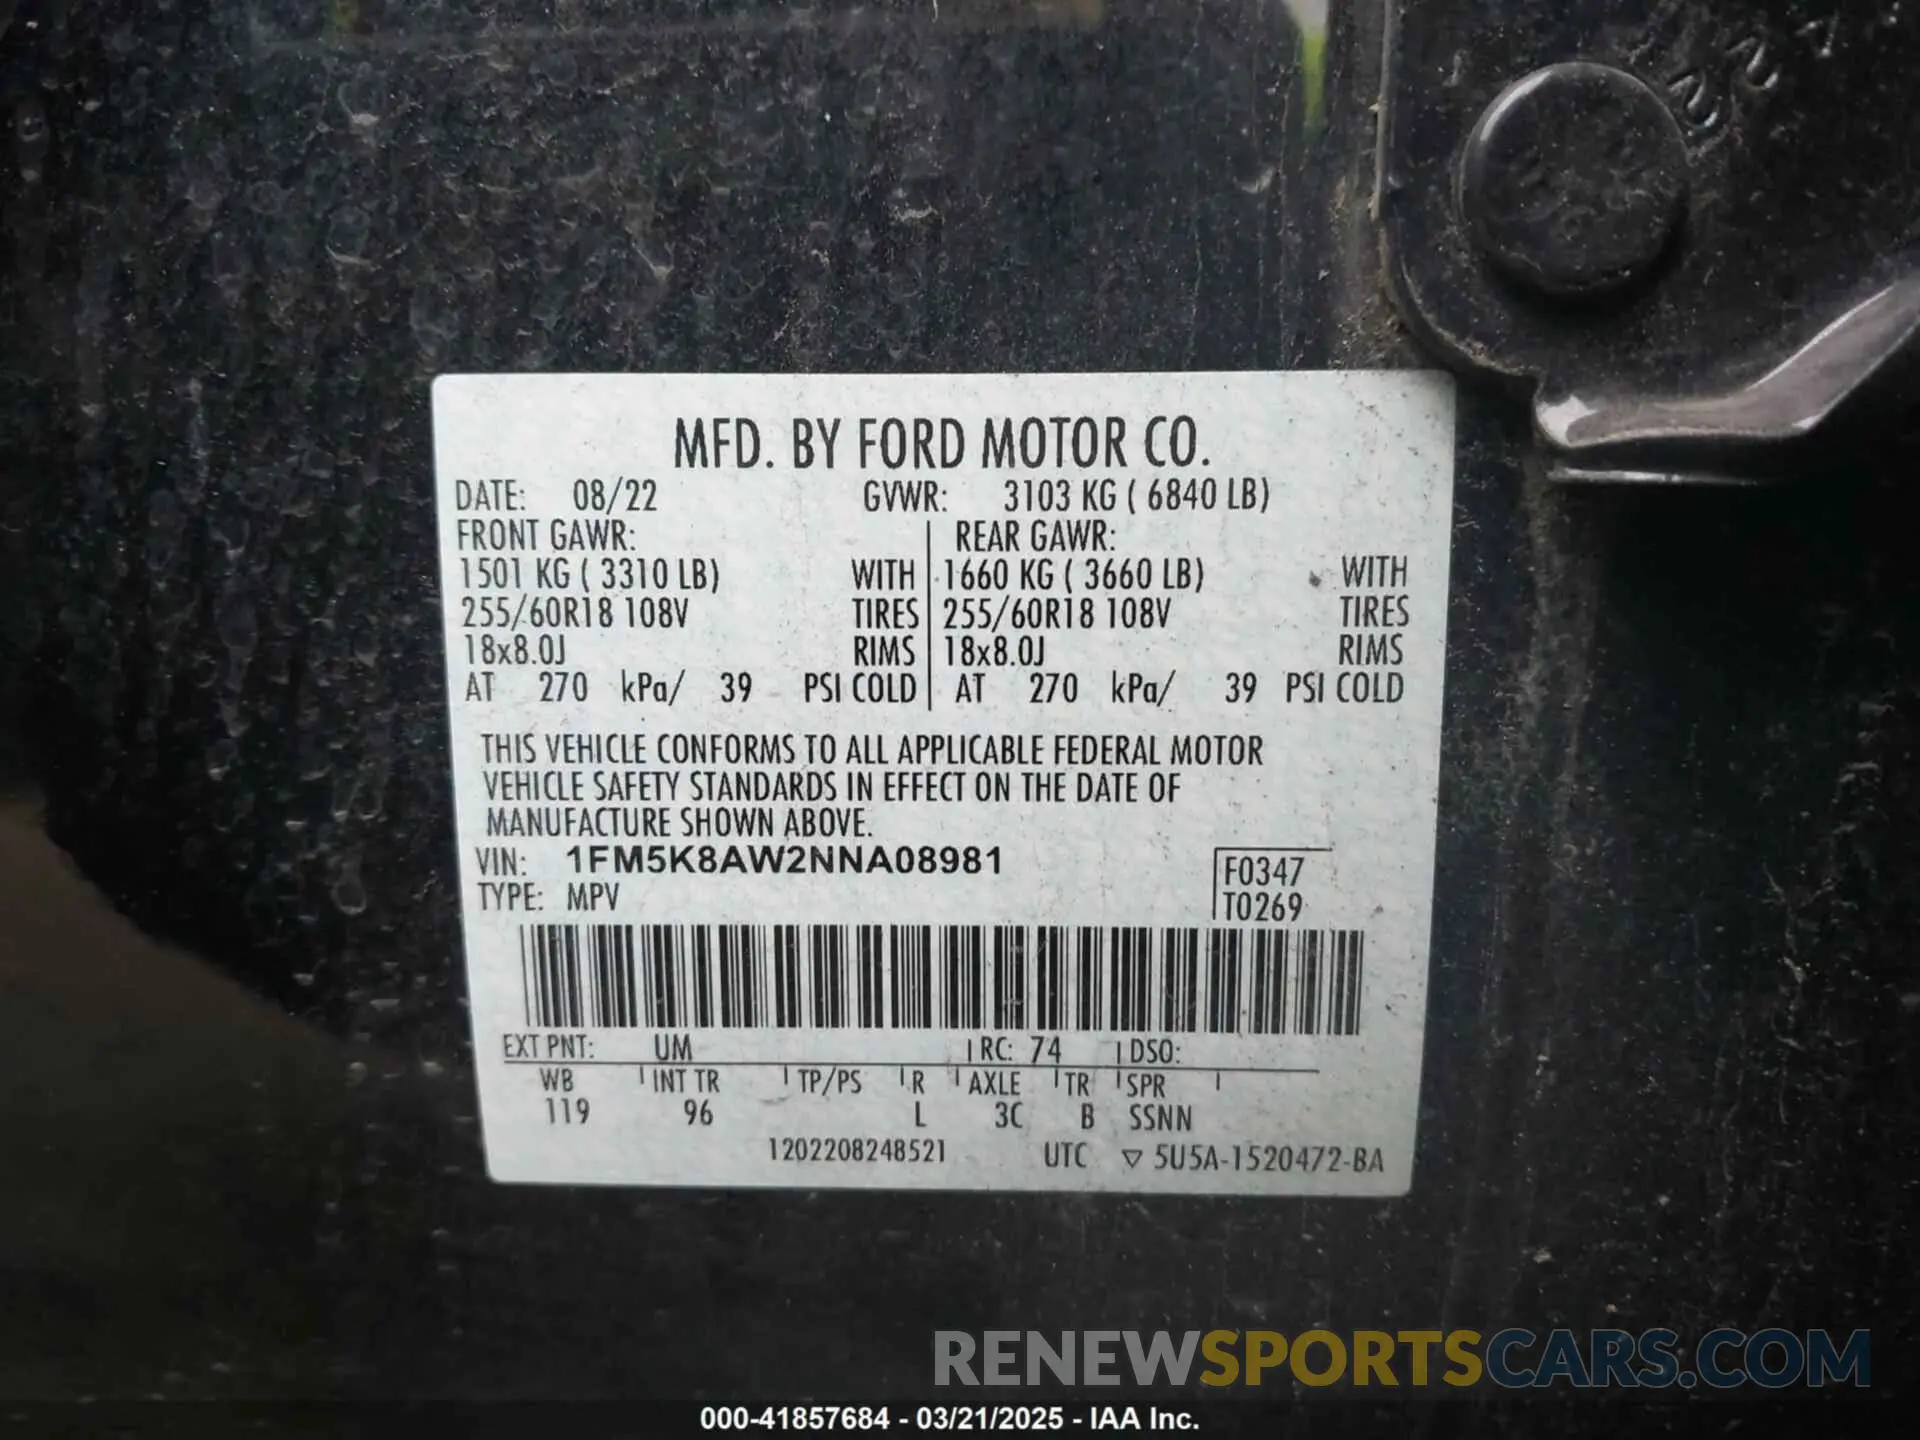 MFD. BY FORD MOTOR CO.
DATE: 08/22 GVWR: 3103 KG ( 6840 LB)
FRONT GAWR: REAR GAWR:
1501 KG ( 3310 LB) WITH 1660 KG ( 3660 LB) WITH
255/60R18 108V TIRES 255/60R18 108V TIRES
18x8.0J RIMS 18x8.0J RIMS
AT 270 kPa/ 39 PSI COLD AT 270 kPa/ 39 PSI COLD
THIS VEHICLE CONFORMS TO ALL APPLICABLE FEDERAL MOTOR
VEHICLE SAFETY STANDARDS IN EFFECT ON THE DATE OF
MANUFACTURE SHOWN ABOVE.
VIN: 1FM5K8AW2NNA08981 F0347
TYPE: MPV T0269
EXT PNT: UM RC: 74 DSO:
WB INT TR TP/PS R AXLE TR SPR
119 96 L 3C B SSNN
1202208248521 UTC ▽ 5U5A-1520472-BA
RENEWSPORTSCARS.COM
000-41857684 - 03/21/2025 - IAA Inc.